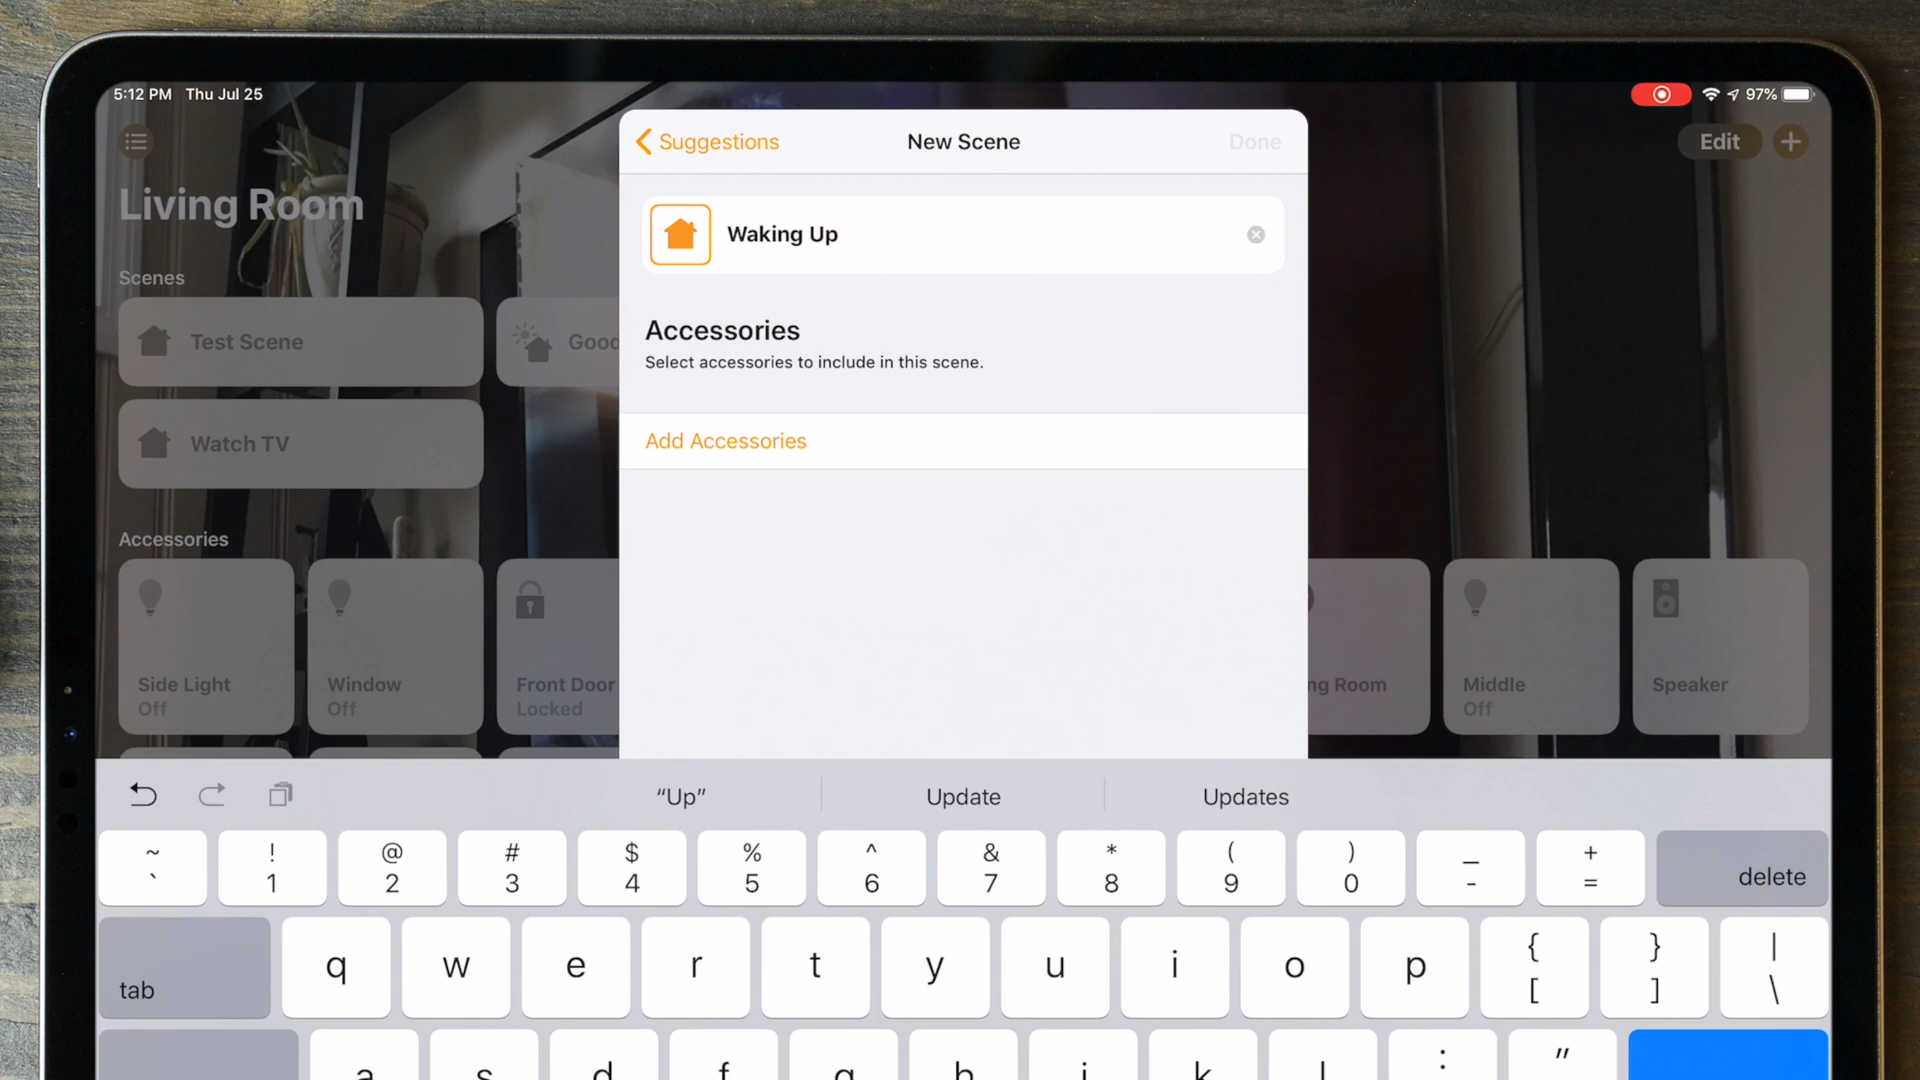 5:12 PM Thu Jul 25
97%
Suggestions
New Scene
Done
Edit
+
Living Room
Waking Up
Scenes
Test Scene
Good
Watch TV
Accessories
Select accessories to include in this scene.
Add Accessories
Accessories
Side Light
Off
Window
Off
Front Door
Locked
ng Room
Middle
Off
Speaker
“Up”
Update
Updates
~ ! @ # $ % ^ & * ( ) _ +
` 1 2 3 4 5 6 7 8 9 0 - = delete
tab q w e r t y u i o p { [ } ] | \
a s d f g h j k l : "